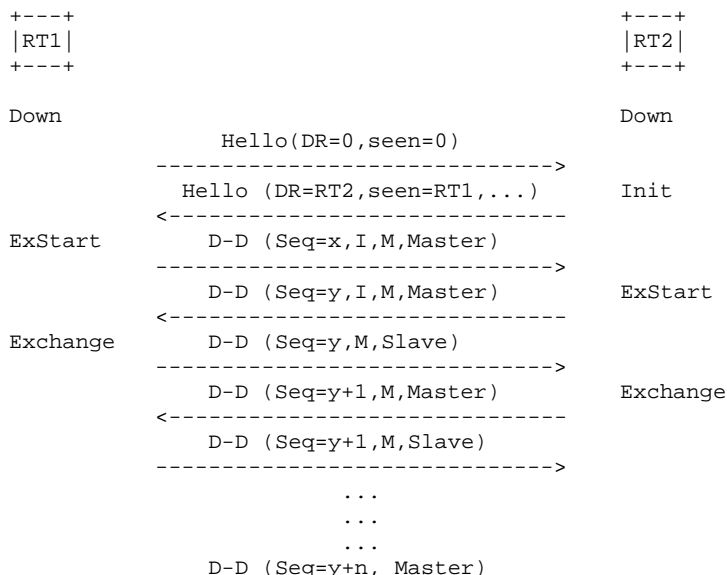 +---+                                         +---+
|RT1|                                         |RT2|
+---+                                         +---+
Down                                          Down
                Hello(DR=0,seen=0)
           ------------------------------>
             Hello (DR=RT2,seen=RT1,...)      Init
           <------------------------------
ExStart        D-D (Seq=x,I,M,Master)
           ------------------------------>
               D-D (Seq=y,I,M,Master)         ExStart
           <------------------------------
Exchange       D-D (Seq=y,M,Slave)
           ------------------------------>
               D-D (Seq=y+1,M,Master)         Exchange
           <------------------------------
               D-D (Seq=y+1,M,Slave)
           ------------------------------>
                         ...
                         ...
                         ...
               D-D (Seq=y+n, Master)